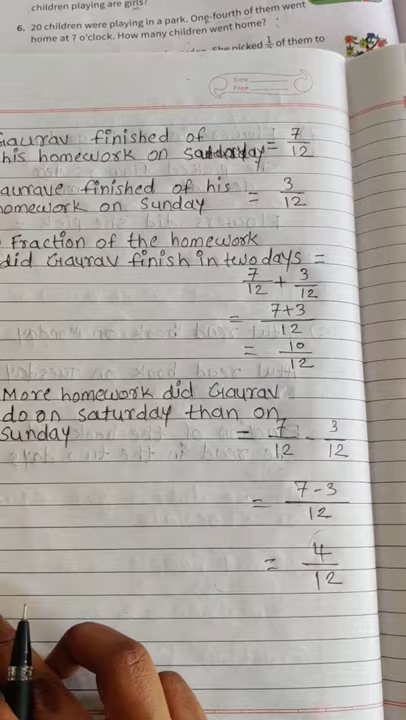 children playing are girls?
6. 20 children were playing in a park. One-fourth of them went
home at 7 o'clock. How many children went home?
She picked 1/ of them to
Date
Page
Gaurav finished of
his homework on Saturday = 7/12
aurave finished of his
homework on Sunday = 3/12
Fraction of the homework
did Gaurav finish in two days =
7/12 + 3/12
= 7+3/12
= 10/12
More homework did Gaurav
do on saturday than on
Sunday = 7/12 - 3/12
= 7-3/12
= 4/12